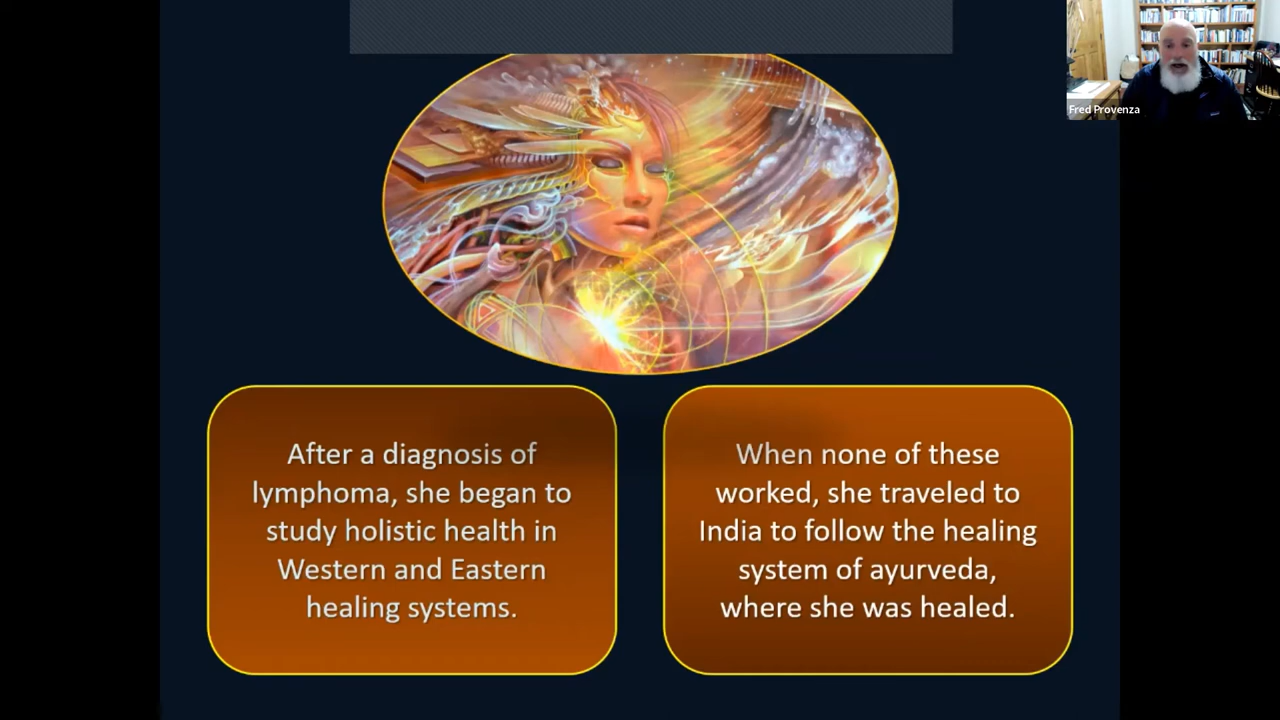 Fred Provenza
After a diagnosis of
lymphoma, she began to
study holistic health in
Western and Eastern
healing systems.
When none of these
worked, she traveled to
India to follow the healing
system of ayurveda,
where she was healed.